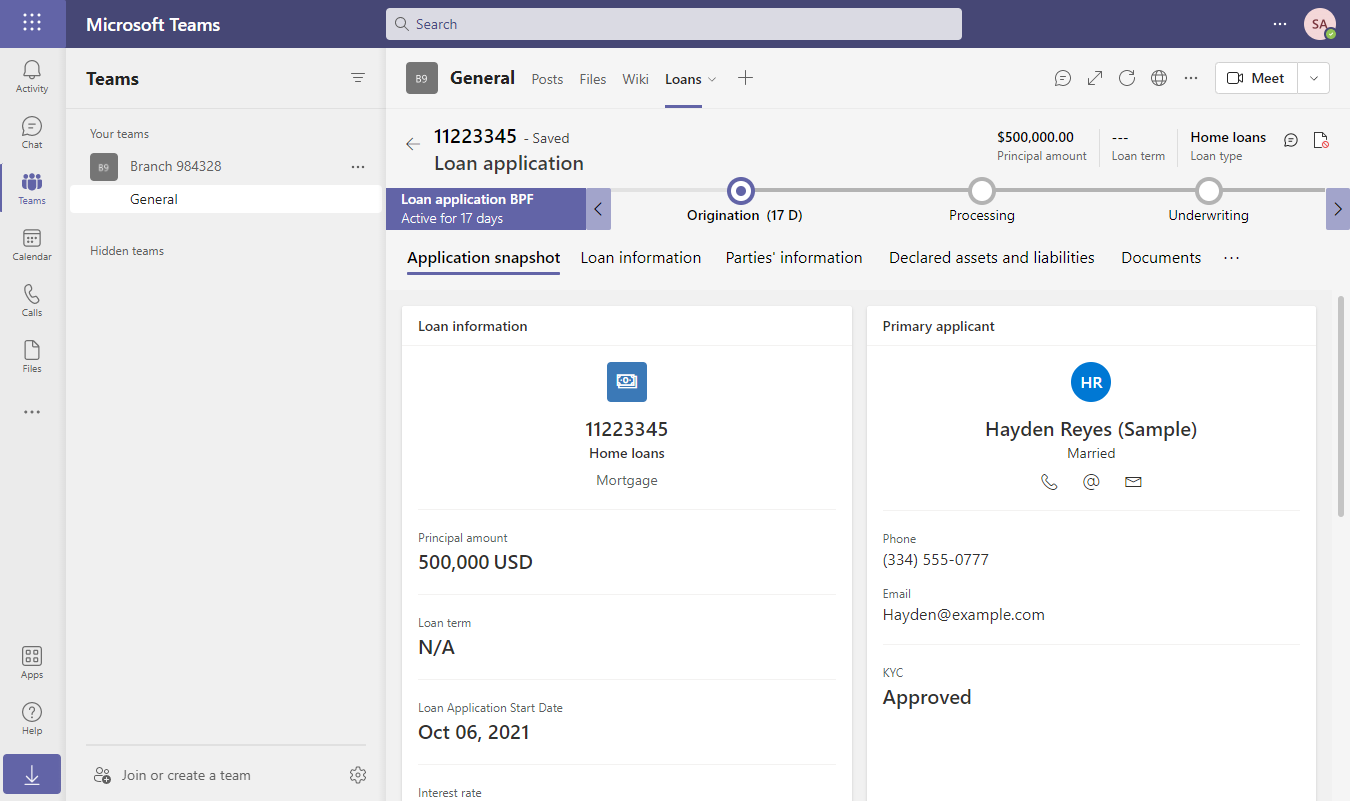 Microsoft Teams
Search
SA
Activity
Chat
Teams
Calendar
Calls
Files
Apps
Help
Teams
Your teams
B9 Branch 984328
General
Hidden teams
Join or create a team
B9 General Posts Files Wiki Loans
Meet
11223345 - Saved
Loan application
$500,000.00
Principal amount
---
Loan term
Home loans
Loan type
Loan application BPF
Active for 17 days
Origination (17 D)
Processing
Underwriting
Application snapshot Loan information Parties' information Declared assets and liabilities Documents
Loan information
11223345
Home loans
Mortgage
Principal amount
500,000 USD
Loan term
N/A
Loan Application Start Date
Oct 06, 2021
Interest rate
Primary applicant
HR
Hayden Reyes (Sample)
Married
Phone
(334) 555-0777
Email
Hayden@example.com
KYC
Approved